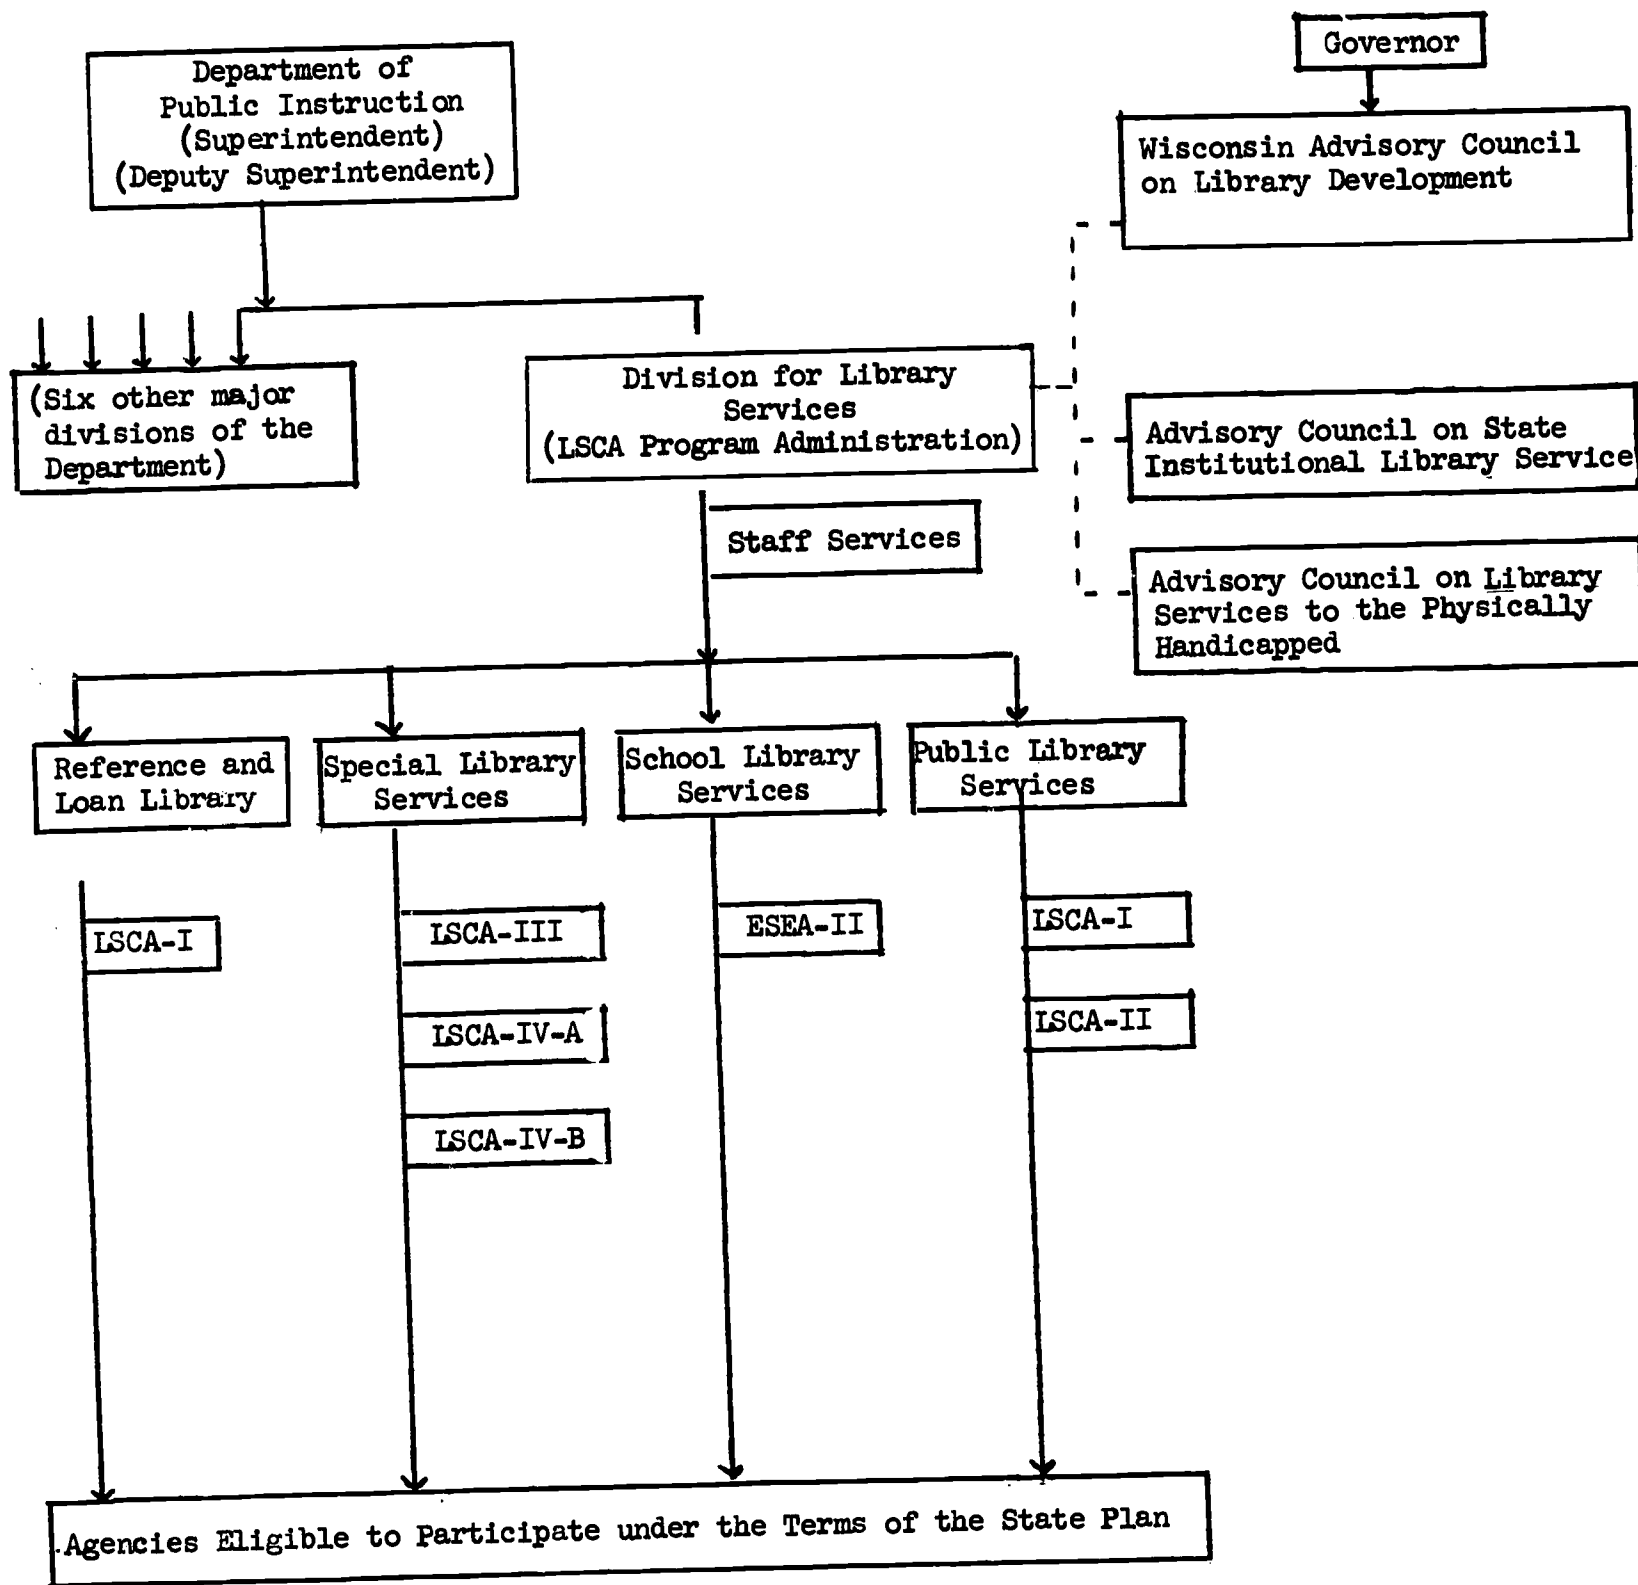 Department of
Public Instruction
(Superintendent)
(Deputy Superintendent)
Governor
Wisconsin Advisory Council
on Library Development
(Six other major
divisions of the
Department)
Division for Library
Services
(LSCA Program Administration)
Advisory Council on State
Institutional Library Service
Staff Services
Advisory Council on Library
Services to the Physically
Handicapped
Reference and
Loan Library
Special Library
Services
School Library
Services
Public Library
Services
LSCA-I
LSCA-III
LSCA-IV-A
LSCA-IV-B
ESEA-II
LSCA-I
LSCA-II
Agencies Eligible to Participate under the Terms of the State Plan